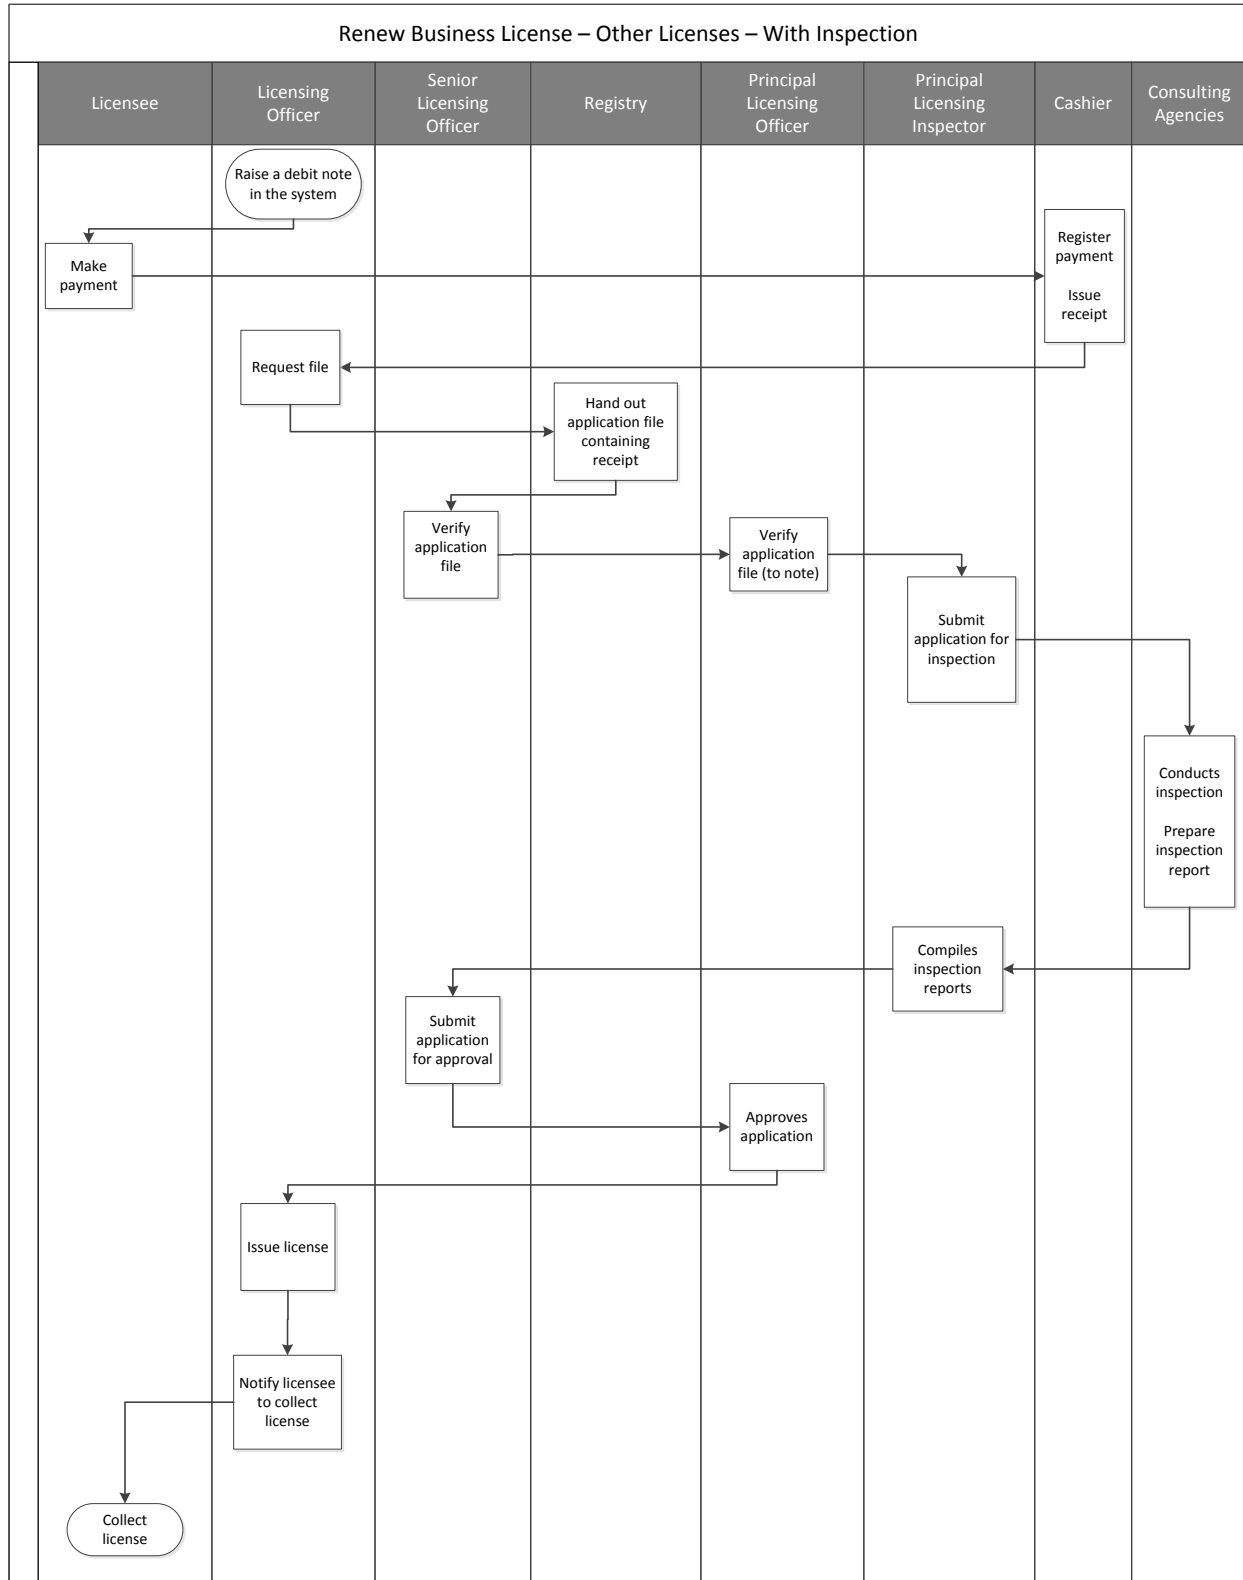 Renew Business License – Other Licenses – With Inspection
Licensee
Licensing
Officer
Senior
Licensing
Officer
Registry
Principal
Licensing
Officer
Principal
Licensing
Inspector
Cashier
Consulting
Agencies
Raise a debit note
in the system
Make
payment
Register
payment
Issue
receipt
Request file
Hand out
application file
containing
receipt
Verify
application
file
Verify
application
file (to note)
Submit
application for
inspection
Conducts
inspection
Prepare
inspection
report
Compiles
inspection
reports
Submit
application
for approval
Approves
application
Issue license
Notify licensee
to collect
license
Collect
license